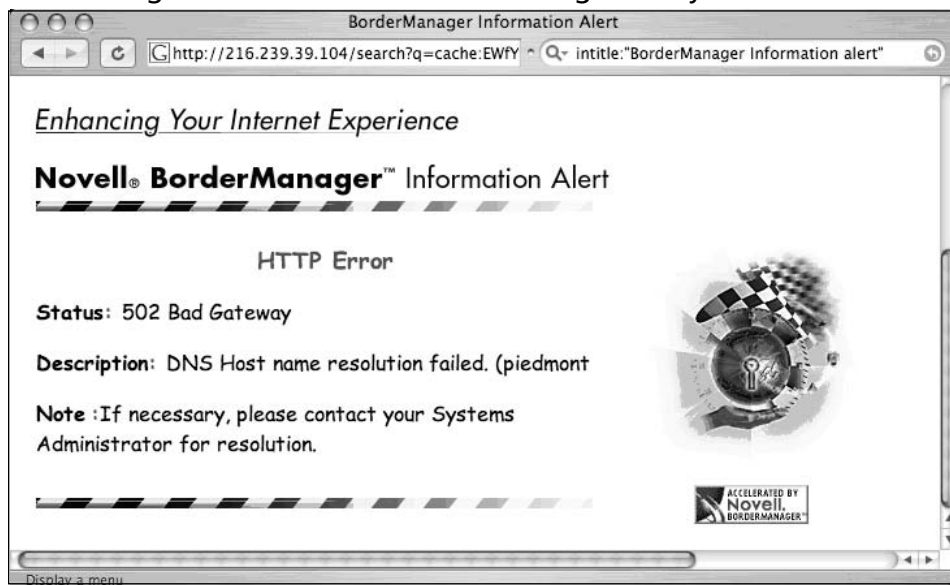 BorderManager Information Alert
G http://216.239.39.104/search?q=cache:EWfY
intitle:"BorderManager Information alert"
Enhancing Your Internet Experience
Novell® BorderManager™ Information Alert
HTTP Error
Status: 502 Bad Gateway
Description: DNS Host name resolution failed. (piedmont
Note :If necessary, please contact your Systems
Administrator for resolution.
ACCELERATED BY
Novell.
BORDERMANAGER™
Display a menu